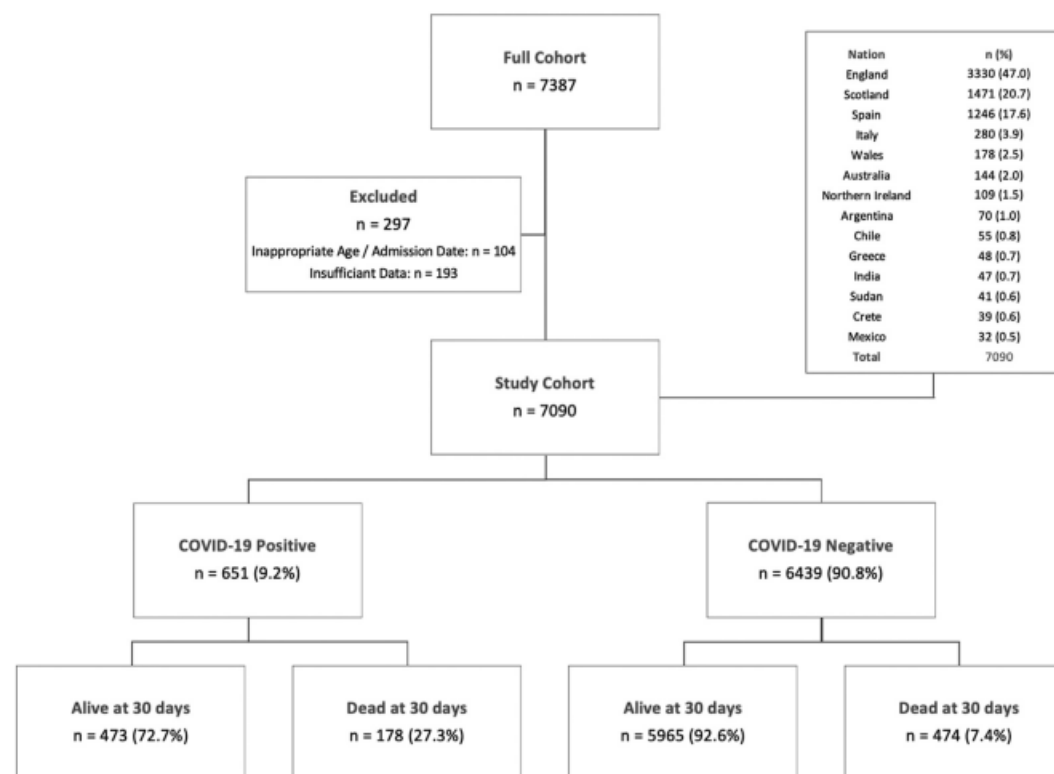 Full Cohort
n = 7387
Nation n (%)
England 3330 (47.0)
Scotland 1471 (20.7)
Spain 1246 (17.6)
Italy 280 (3.9)
Wales 178 (2.5)
Australia 144 (2.0)
Northern Ireland 109 (1.5)
Argentina 70 (1.0)
Chile 55 (0.8)
Greece 48 (0.7)
India 47 (0.7)
Sudan 41 (0.6)
Crete 39 (0.6)
Mexico 32 (0.5)
Total 7090
Excluded
n = 297
Inappropriate Age / Admission Date: n = 104
Insufficiant Data: n = 193
Study Cohort
n = 7090
COVID-19 Positive
n = 651 (9.2%)
COVID-19 Negative
n = 6439 (90.8%)
Alive at 30 days
n = 473 (72.7%)
Dead at 30 days
n = 178 (27.3%)
Alive at 30 days
n = 5965 (92.6%)
Dead at 30 days
n = 474 (7.4%)